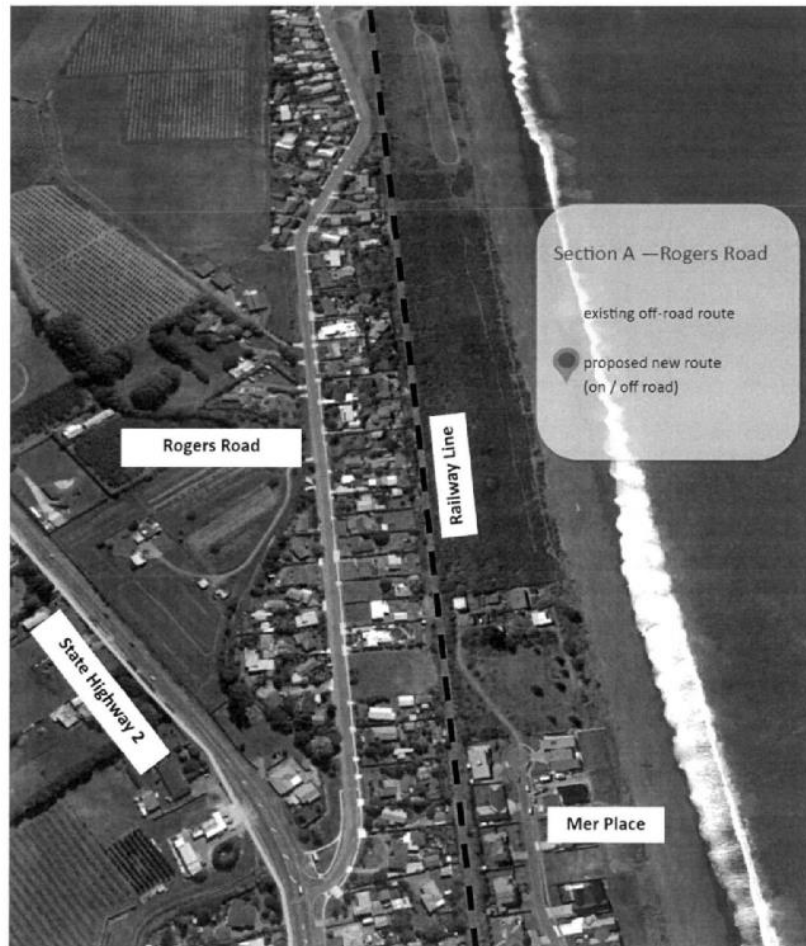 Section A —Rogers Road
existing off-road route
proposed new route
(on / off road)
Rogers Road
Railway Line
State Highway 2
Mer Place